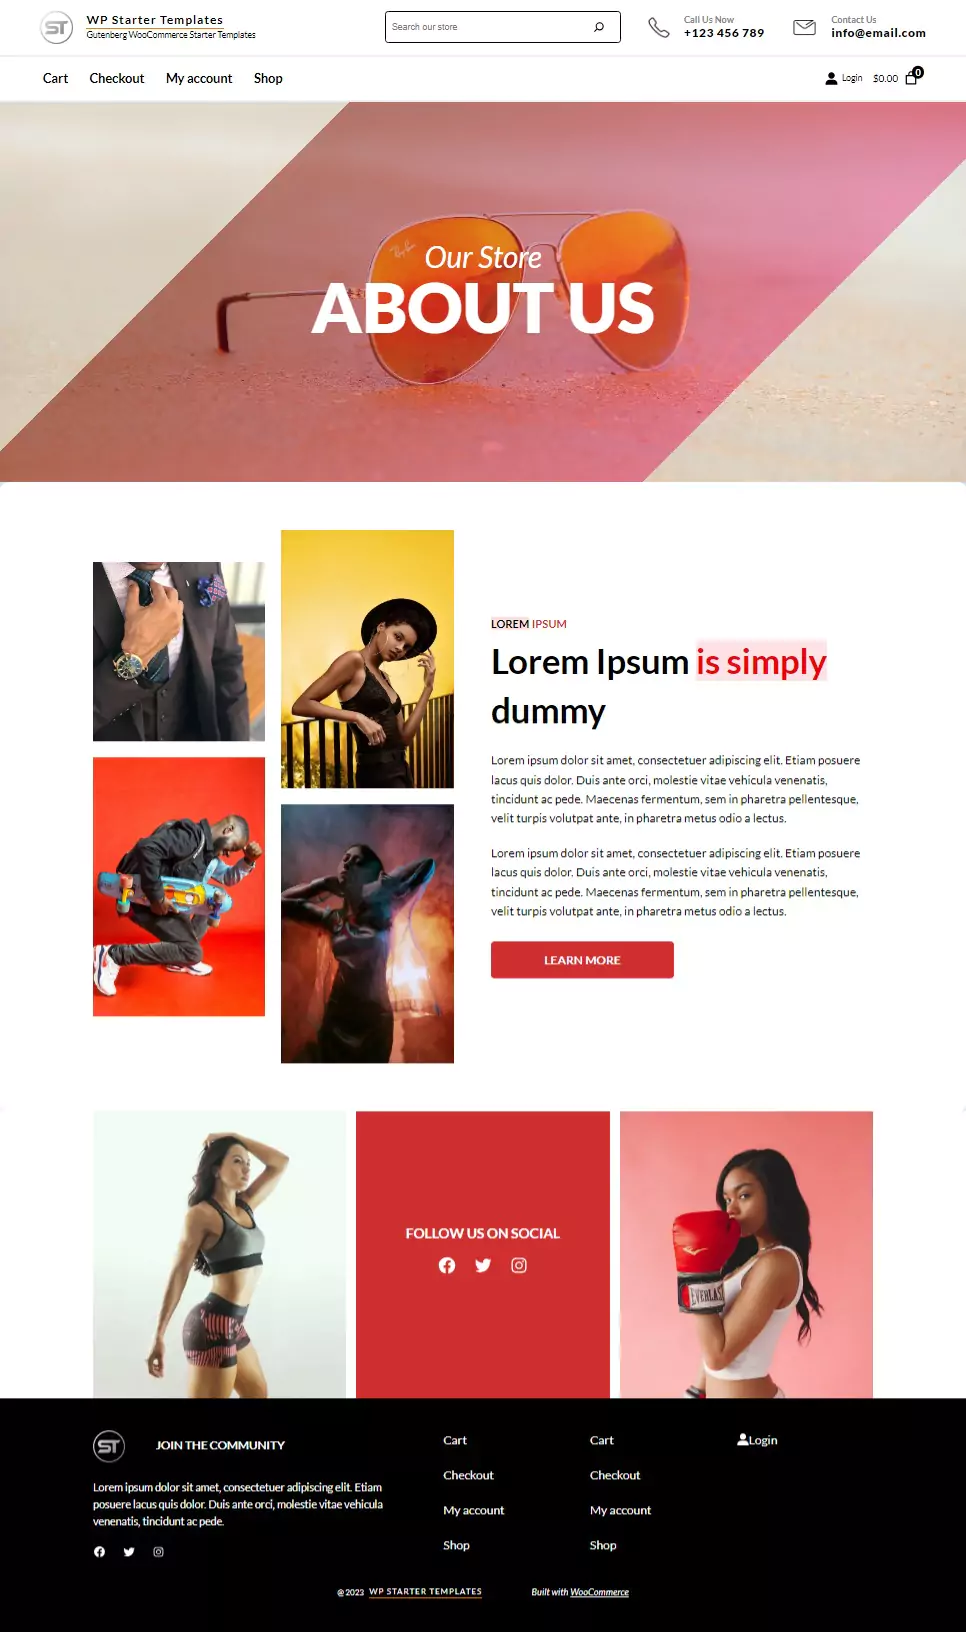 ST
WP Starter Templates
Gutenberg WooCommerce Starter Templates
Search our store
Call Us Now
+123 456 789
Contact Us
info@email.com
Cart
Checkout
My account
Shop
Login
$0.00
0
Ray-Ban
Our Store
ABOUT US
LOREM IPSUM
Lorem Ipsum is simply
dummy
Lorem ipsum dolor sit amet, consectetuer adipiscing elit. Etiam posuere
lacus quis dolor. Duis ante orci, molestie vitae vehicula venenatis,
tincidunt ac pede. Maecenas fermentum, sem in pharetra pellentesque,
velit turpis volutpat ante, in pharetra metus odio a lectus.
Lorem ipsum dolor sit amet, consectetuer adipiscing elit. Etiam posuere
lacus quis dolor. Duis ante orci, molestie vitae vehicula venenatis,
tincidunt ac pede. Maecenas fermentum, sem in pharetra pellentesque,
velit turpis volutpat ante, in pharetra metus odio a lectus.
LEARN MORE
FOLLOW US ON SOCIAL
EVERLAST
ST
JOIN THE COMMUNITY
Lorem ipsum dolor sit amet, consectetuer adipiscing elit. Etiam
posuere lacus quis dolor. Duis ante orci, molestie vitae vehicula
venenatis, tincidunt ac pede.
Cart
Checkout
My account
Shop
Cart
Checkout
My account
Shop
Login
@2023 WP STARTER TEMPLATES
Built with WooCommerce